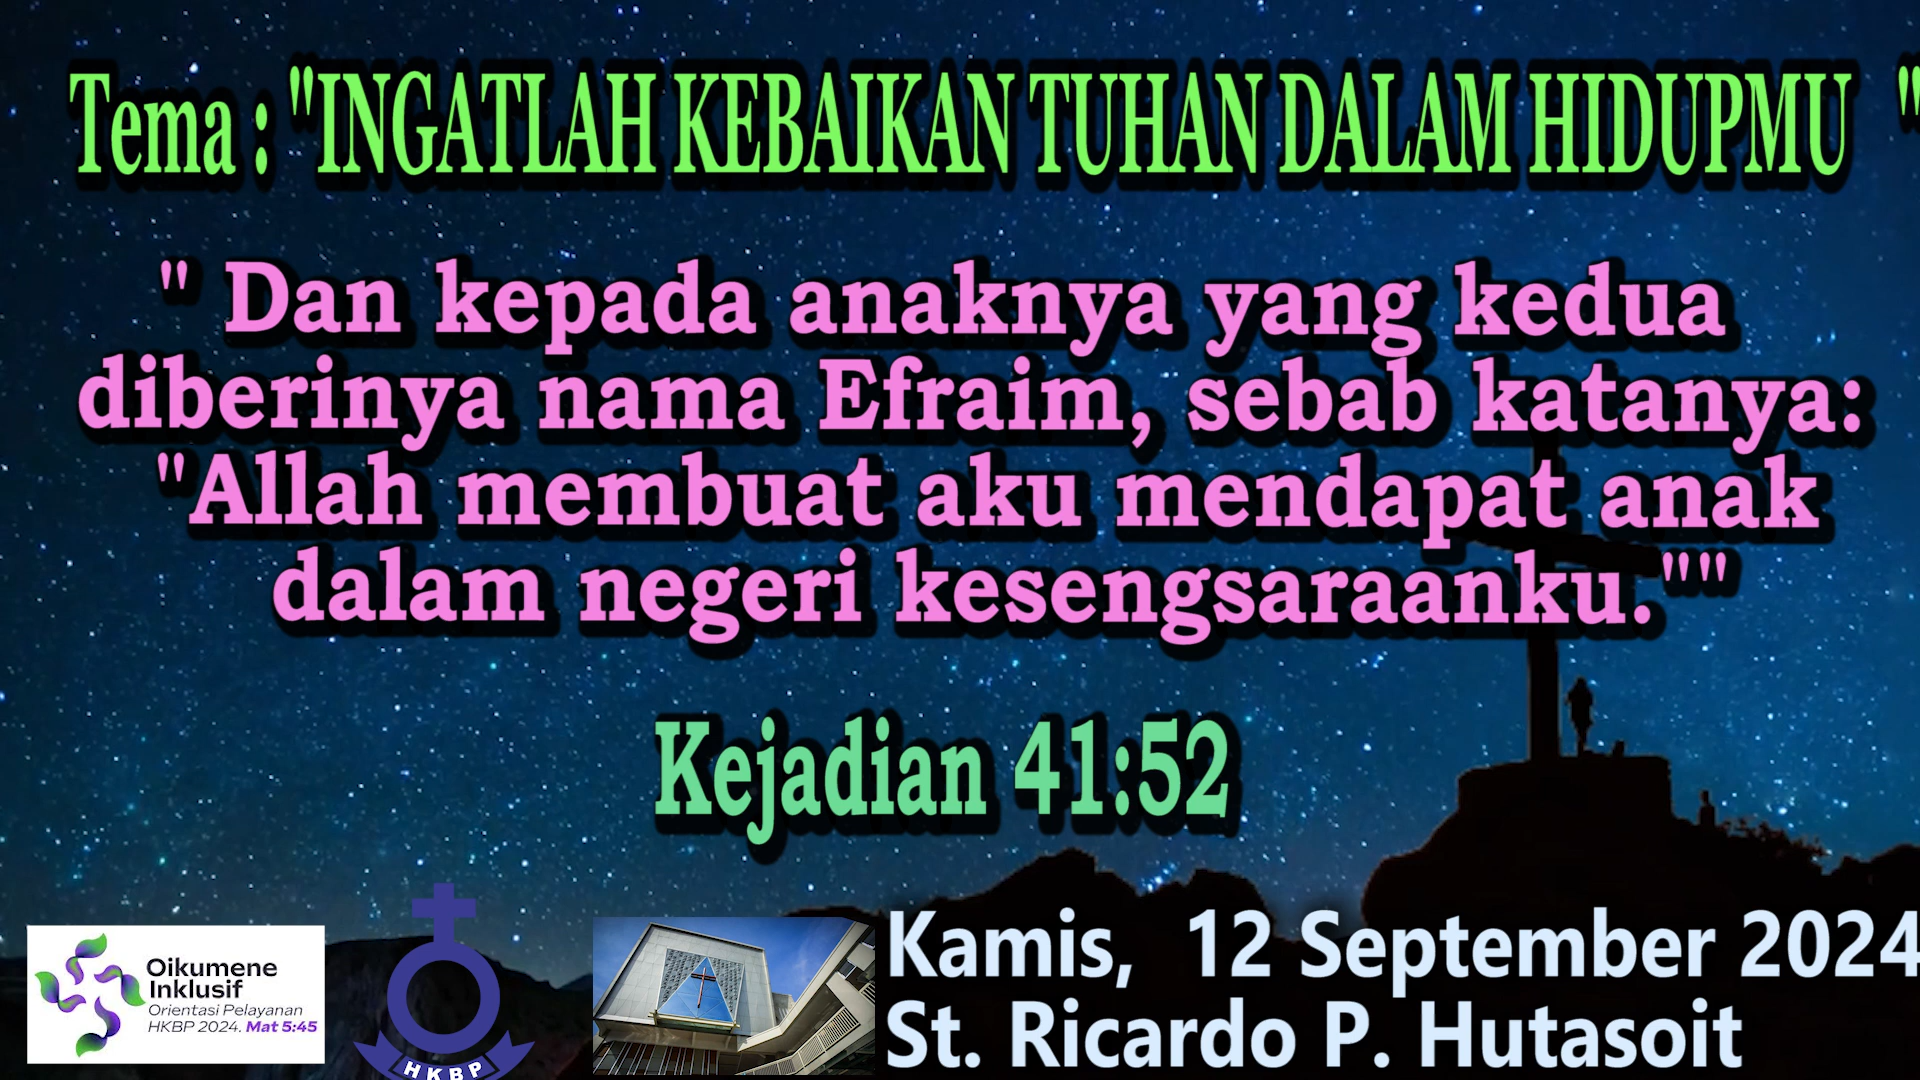 Tema : "INGATLAH KEBAIKAN TUHAN DALAM HIDUPMU "
" Dan kepada anaknya yang kedua
diberinya nama Efraim, sebab katanya:
"Allah membuat aku mendapat anak
dalam negeri kesengsaraanku.""
Kejadian 41:52
Oikumene
Inklusif
Orientasi Pelayanan
HKBP 2024. Mat 5:45
HKBP
Kamis, 12 September 2024
St. Ricardo P. Hutasoit